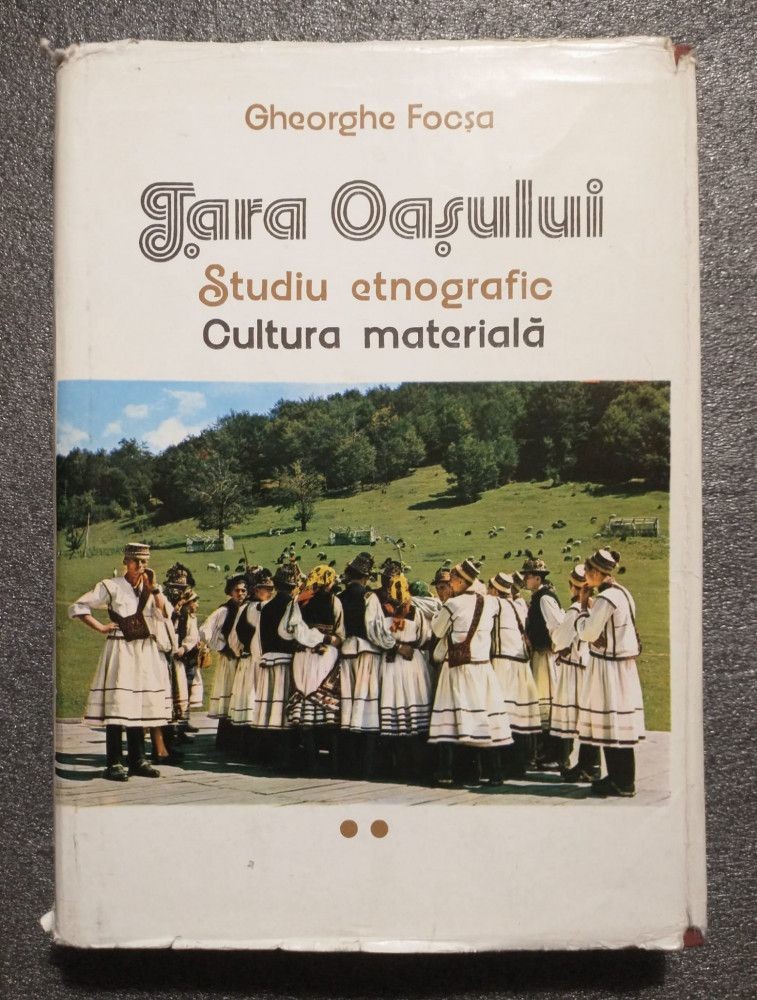 Gheorghe Focșa
Țara Oașului
Studiu etnografic
Cultura materială